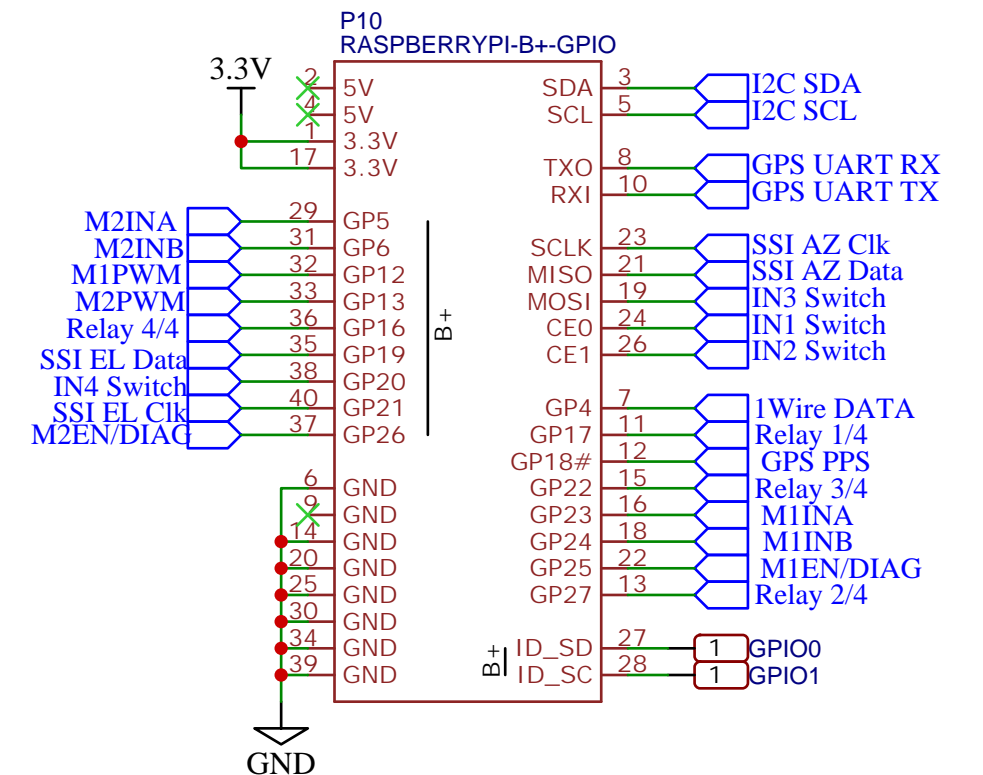 P10
RASPBERRYPI-B+-GPIO
3.3V
2 5V
4 5V
1 3.3V
17 3.3V
M2INA 29 GP5
M2INB 31 GP6
M1PWM 32 GP12
M2PWM 33 GP13
Relay 4/4 36 GP16
SSI EL Data 35 GP19
IN4 Switch 38 GP20
SSI EL Clk 40 GP21
M2EN/DIAG 37 GP26
B+
6 GND
9 GND
14 GND
20 GND
25 GND
30 GND
34 GND
39 GND
GND
SDA 3 I2C SDA
SCL 5 I2C SCL
TXO 8 GPS UART RX
RXI 10 GPS UART TX
SCLK 23 SSI AZ Clk
MISO 21 SSI AZ Data
MOSI 19 IN3 Switch
CE0 24 IN1 Switch
CE1 26 IN2 Switch
GP4 7 1Wire DATA
GP17 11 Relay 1/4
GP18# 12 GPS PPS
GP22 15 Relay 3/4
GP23 16 M1INA
GP24 18 M1INB
GP25 22 M1EN/DIAG
GP27 13 Relay 2/4
B+
ID_SD 27 1 GPIO0
ID_SC 28 1 GPIO1